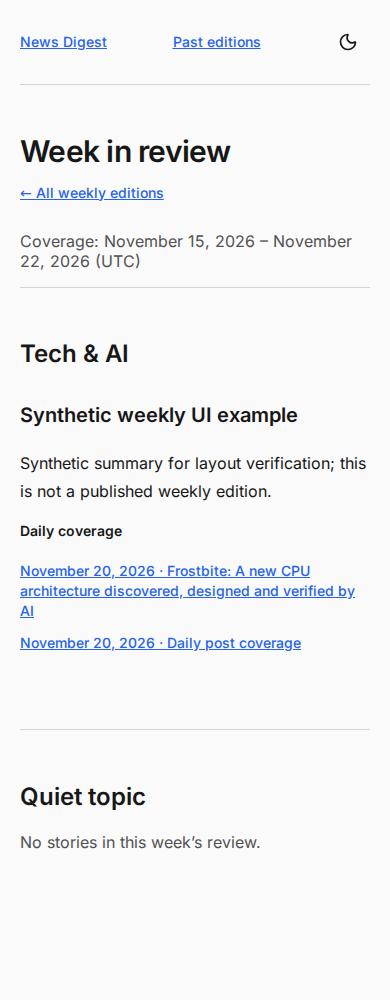 News Digest Past editions
Week in review
← All weekly editions
Coverage: November 15, 2026 – November
22, 2026 (UTC)
Tech & AI
Synthetic weekly UI example
Synthetic summary for layout verification; this
is not a published weekly edition.
Daily coverage
November 20, 2026 · Frostbite: A new CPU
architecture discovered, designed and verified by
AI
November 20, 2026 · Daily post coverage
Quiet topic
No stories in this week’s review.